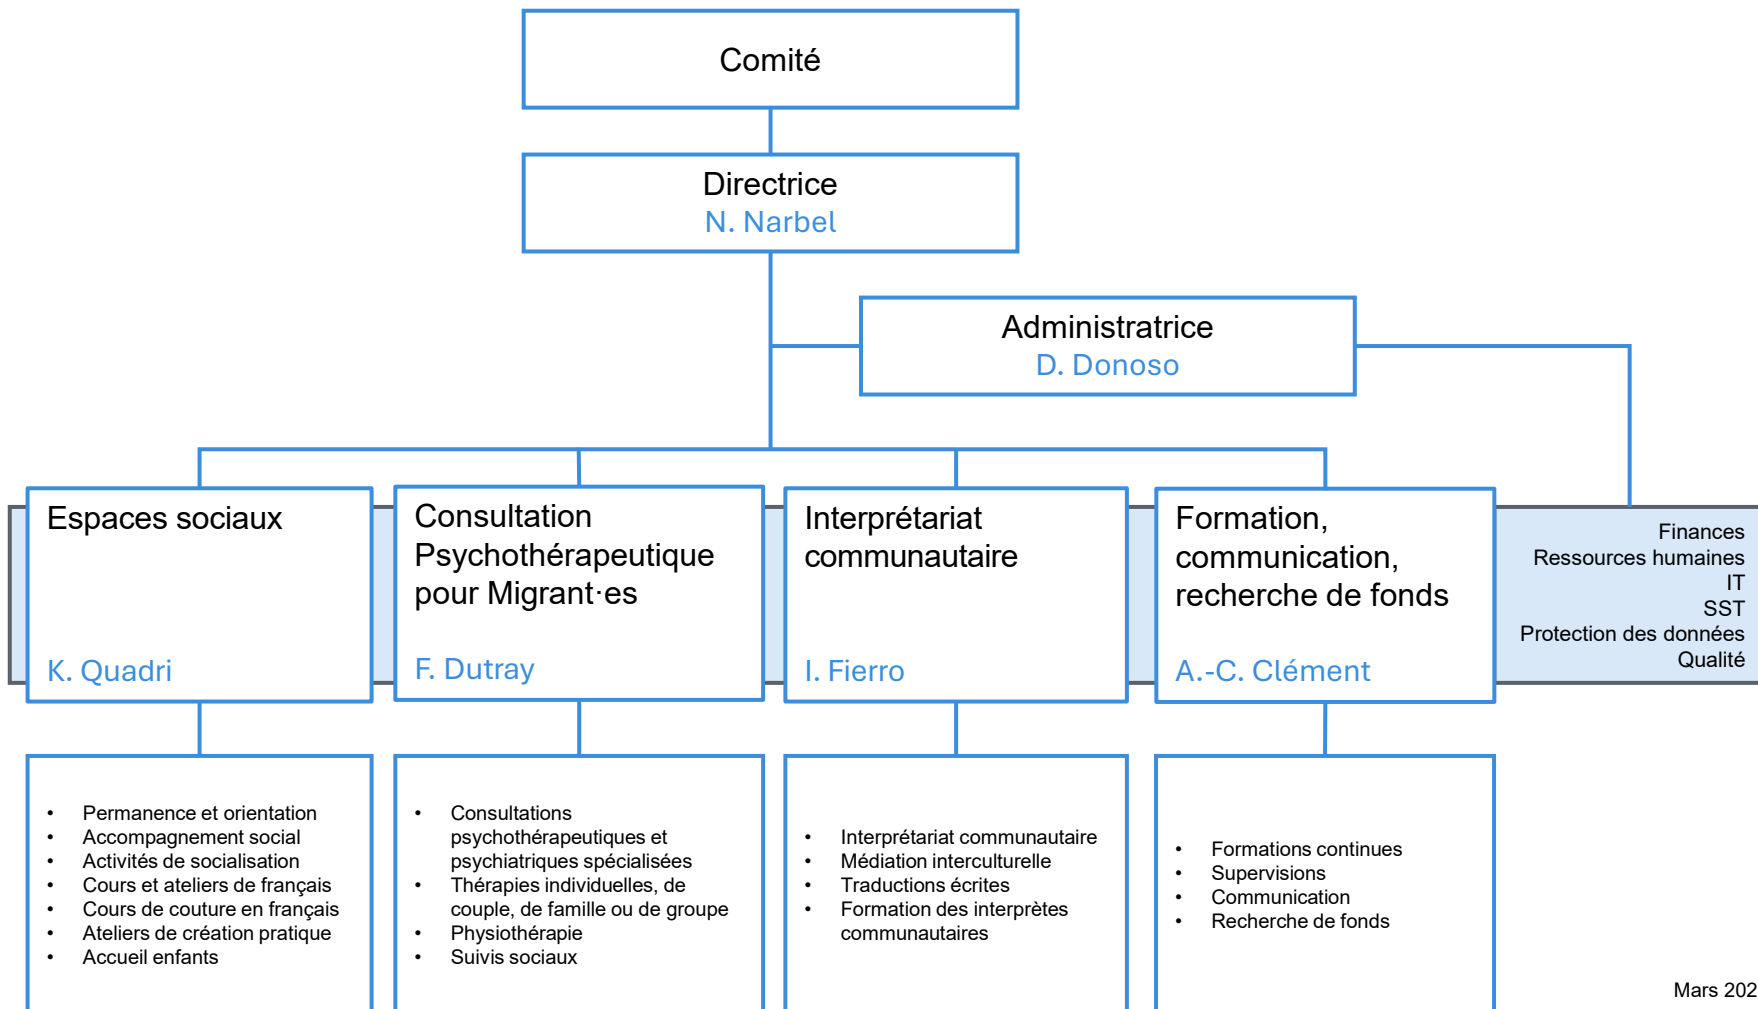 Comité
Directrice
N. Narbel
Administratrice
D. Donoso
Espaces sociaux
K. Quadri
Consultation
Psychothérapeutique
pour Migrant·es
F. Dutray
Interprétariat
communautaire
I. Fierro
Formation,
communication,
recherche de fonds
A.-C. Clément
Finances
Ressources humaines
IT
SST
Protection des données
Qualité
• Permanence et orientation
• Accompagnement social
• Activités de socialisation
• Cours et ateliers de français
• Cours de couture en français
• Ateliers de création pratique
• Accueil enfants
• Consultations
psychothérapeutiques et
psychiatriques spécialisées
• Thérapies individuelles, de
couple, de famille ou de groupe
• Physiothérapie
• Suivis sociaux
• Interprétariat communautaire
• Médiation interculturelle
• Traductions écrites
• Formation des interprètes
communautaires
• Formations continues
• Supervisions
• Communication
• Recherche de fonds
Mars 202